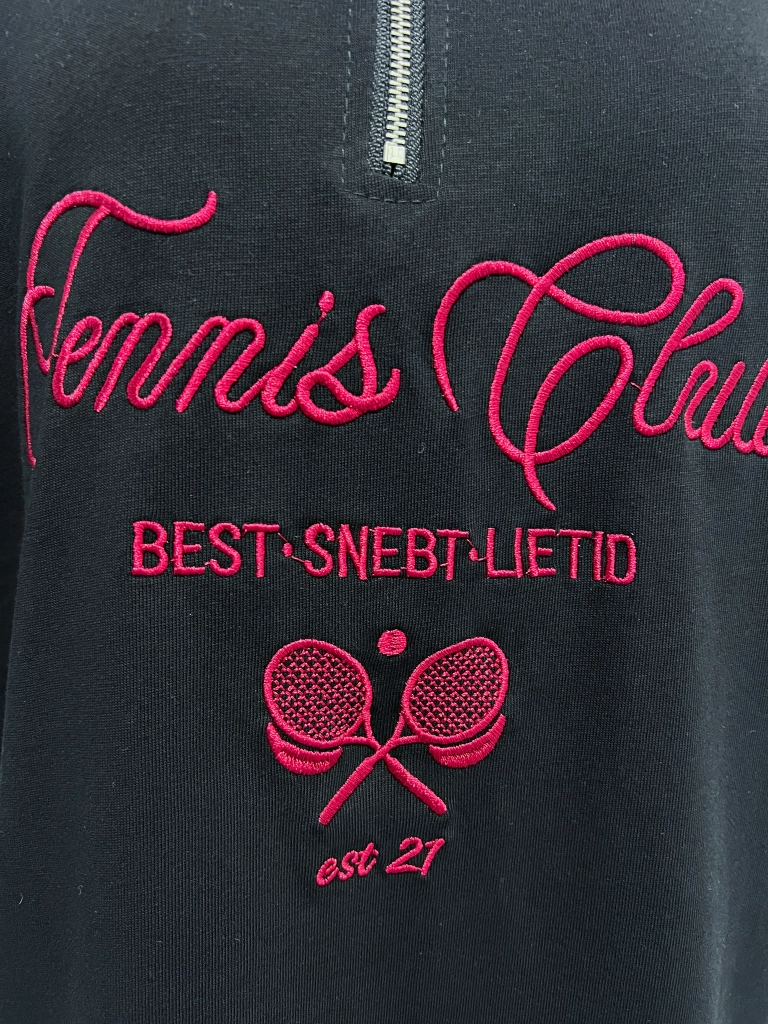 Tennis Clu
BEST·SNEBT·LIETID
est 21